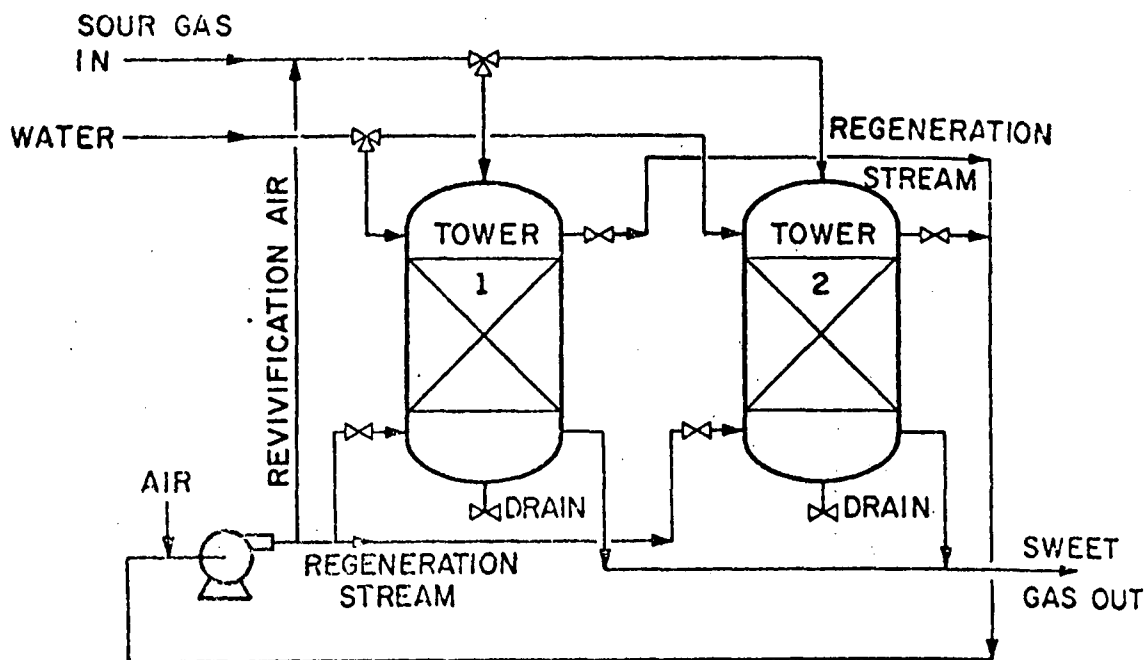 SOUR GAS
IN
WATER
REGENERATION
STREAM
REVIVIFICATION AIR
TOWER
1
TOWER
2
AIR
DRAIN
DRAIN
REGENERATION
STREAM
SWEET
GAS OUT